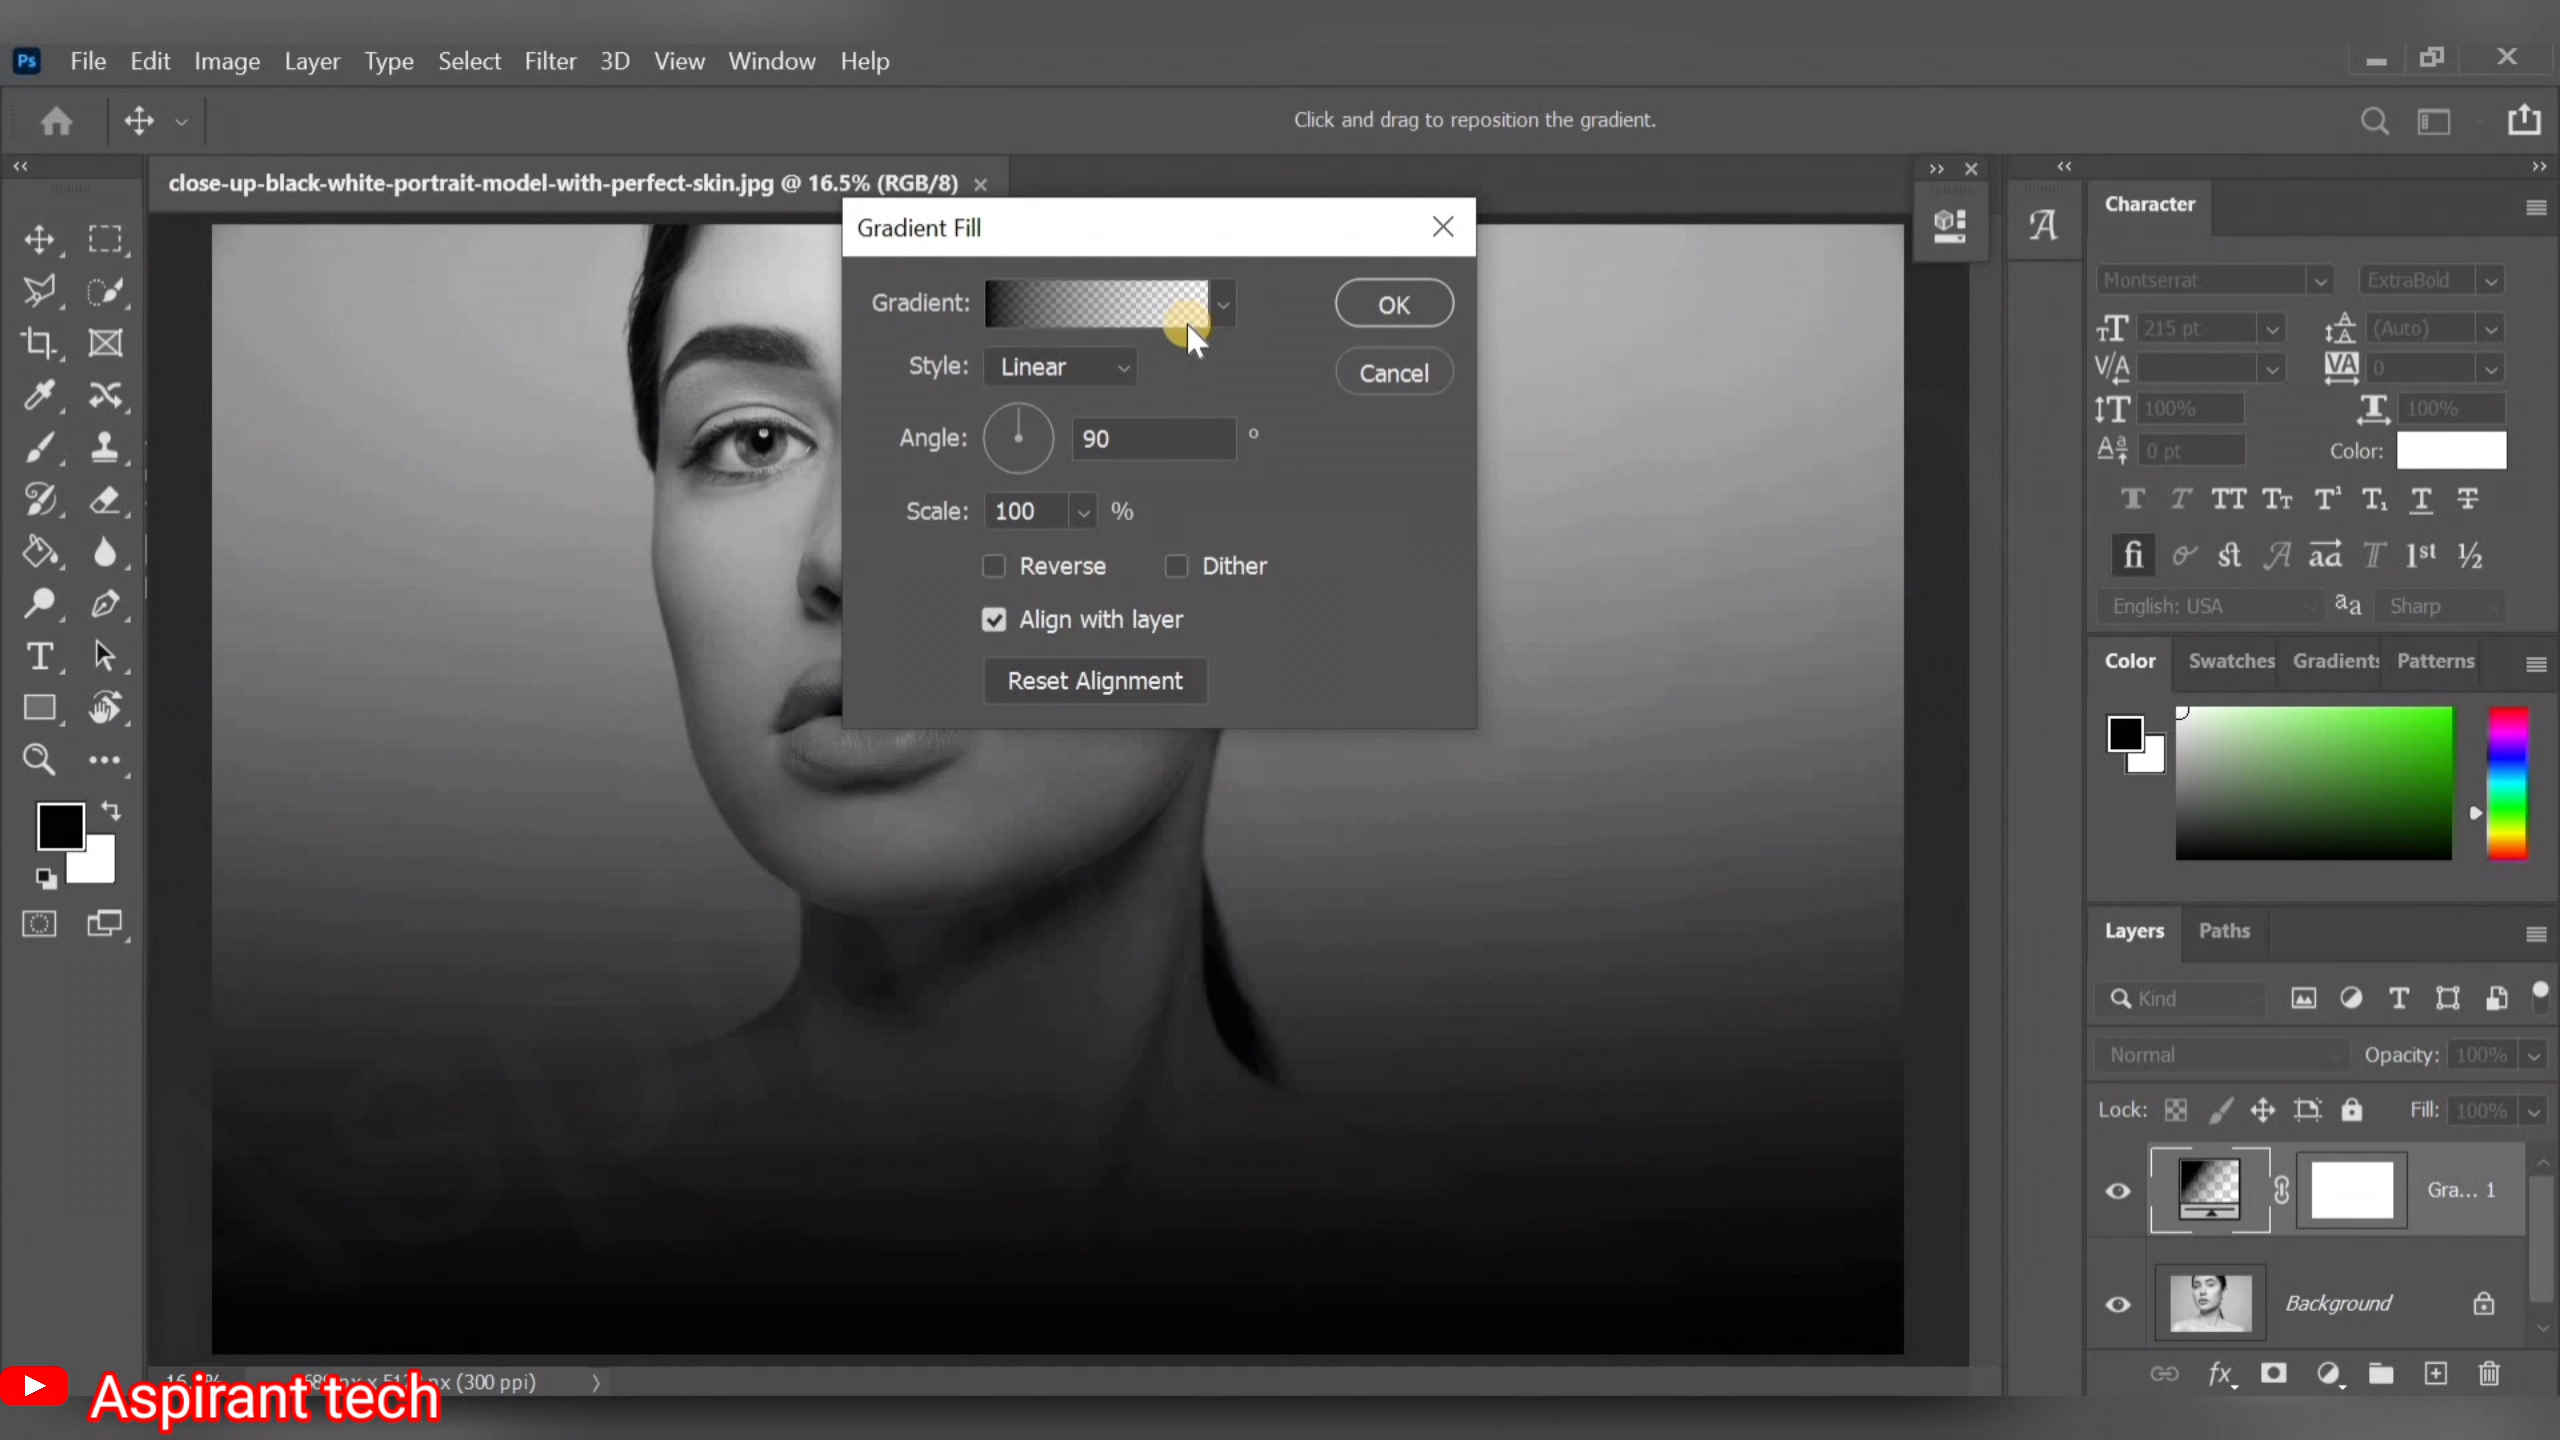 Ps File Edit Image Layer Type Select Filter 3D View Window Help
Click and drag to reposition the gradient.
close-up-black-white-portrait-model-with-perfect-skin.jpg @ 16.5% (RGB/8)
Gradient Fill
Gradient:
OK
Style: Linear
Cancel
Angle: 90 °
Scale: 100 %
Reverse Dither
Align with layer
Reset Alignment
Character
Montserrat ExtraBold
215 pt (Auto)
0
100% 100%
0 pt Color:
English: USA aa Sharp
Color Swatches Gradients Patterns
Layers Paths
Kind
Normal Opacity: 100%
Lock: Fill: 100%
Gra... 1
Background
(300 ppi)
Aspirant tech